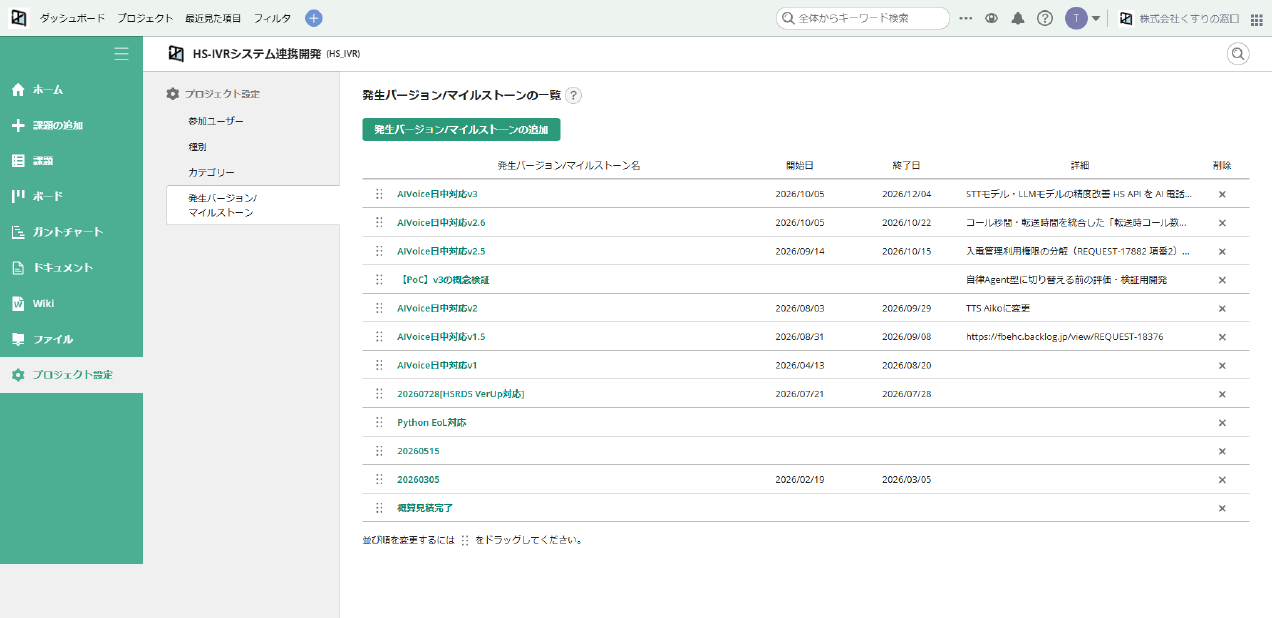 ダッシュボード プロジェクト 最近見た項目 フィルタ 全体からキーワード検索 T 株式会社くすりの窓口
HS-IVRシステム連携開発 (HS_IVR)
ホーム
課題の追加
課題
ボード
ガントチャート
ドキュメント
Wiki
ファイル
プロジェクト設定
プロジェクト設定
参加ユーザー
種別
カテゴリー
発生バージョン/
マイルストーン
発生バージョン/マイルストーンの一覧 ?
発生バージョン/マイルストーンの追加
発生バージョン/マイルストーン名 開始日 終了日 詳細 削除
AIVoice日中対応v3 2026/10/05 2026/12/04 STTモデル・LLMモデルの精度改善 HS API を AI 電話...
AIVoice日中対応v2.6 2026/10/05 2026/10/22 コール秒間・転送時間を統合した「転送時コール数...
AIVoice日中対応v2.5 2026/09/14 2026/10/15 入電管理利用権限の分解（REQUEST-17882 項番2）...
【PoC】v3の概念検証 自律Agent型に切り替える前の評価・検証用開発
AIVoice日中対応v2 2026/08/03 2026/09/29 TTS Aikoに変更
AIVoice日中対応v1.5 2026/08/31 2026/09/08 https://fbehc.backlog.jp/view/REQUEST-18376
AIVoice日中対応v1 2026/04/13 2026/08/20
20260728[HSRDS VerUp対応] 2026/07/21 2026/07/28
Python EoL対応
20260515
20260305 2026/02/19 2026/03/05
概算見積完了
並び順を変更するには をドラッグしてください。